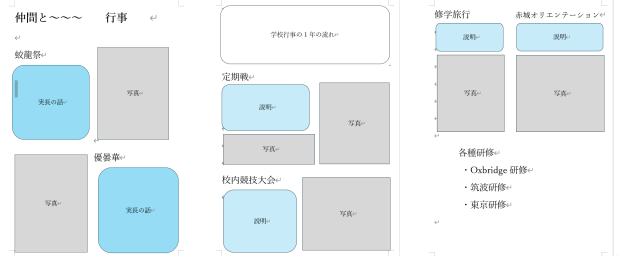 仲間と～～～　行事
蛟龍祭
実長の話
写真
写真
優曇華
実長の話
学校行事の１年の流れ
定期戦
説明
写真
写真
校内競技大会
説明
写真
修学旅行　赤城オリエンテーション
説明　説明
写真　写真
各種研修
・Oxbridge 研修
・筑波研修
・東京研修